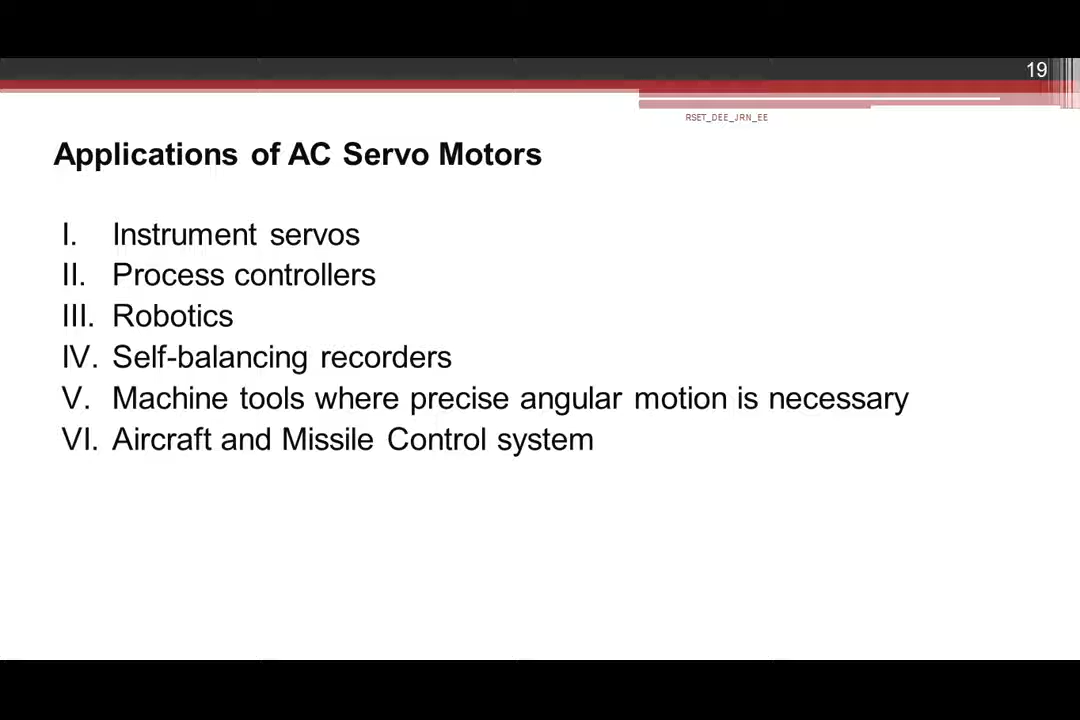 19
RSET_DEE_JRN_EE
Applications of AC Servo Motors
I. Instrument servos
II. Process controllers
III. Robotics
IV. Self-balancing recorders
V. Machine tools where precise angular motion is necessary
VI. Aircraft and Missile Control system